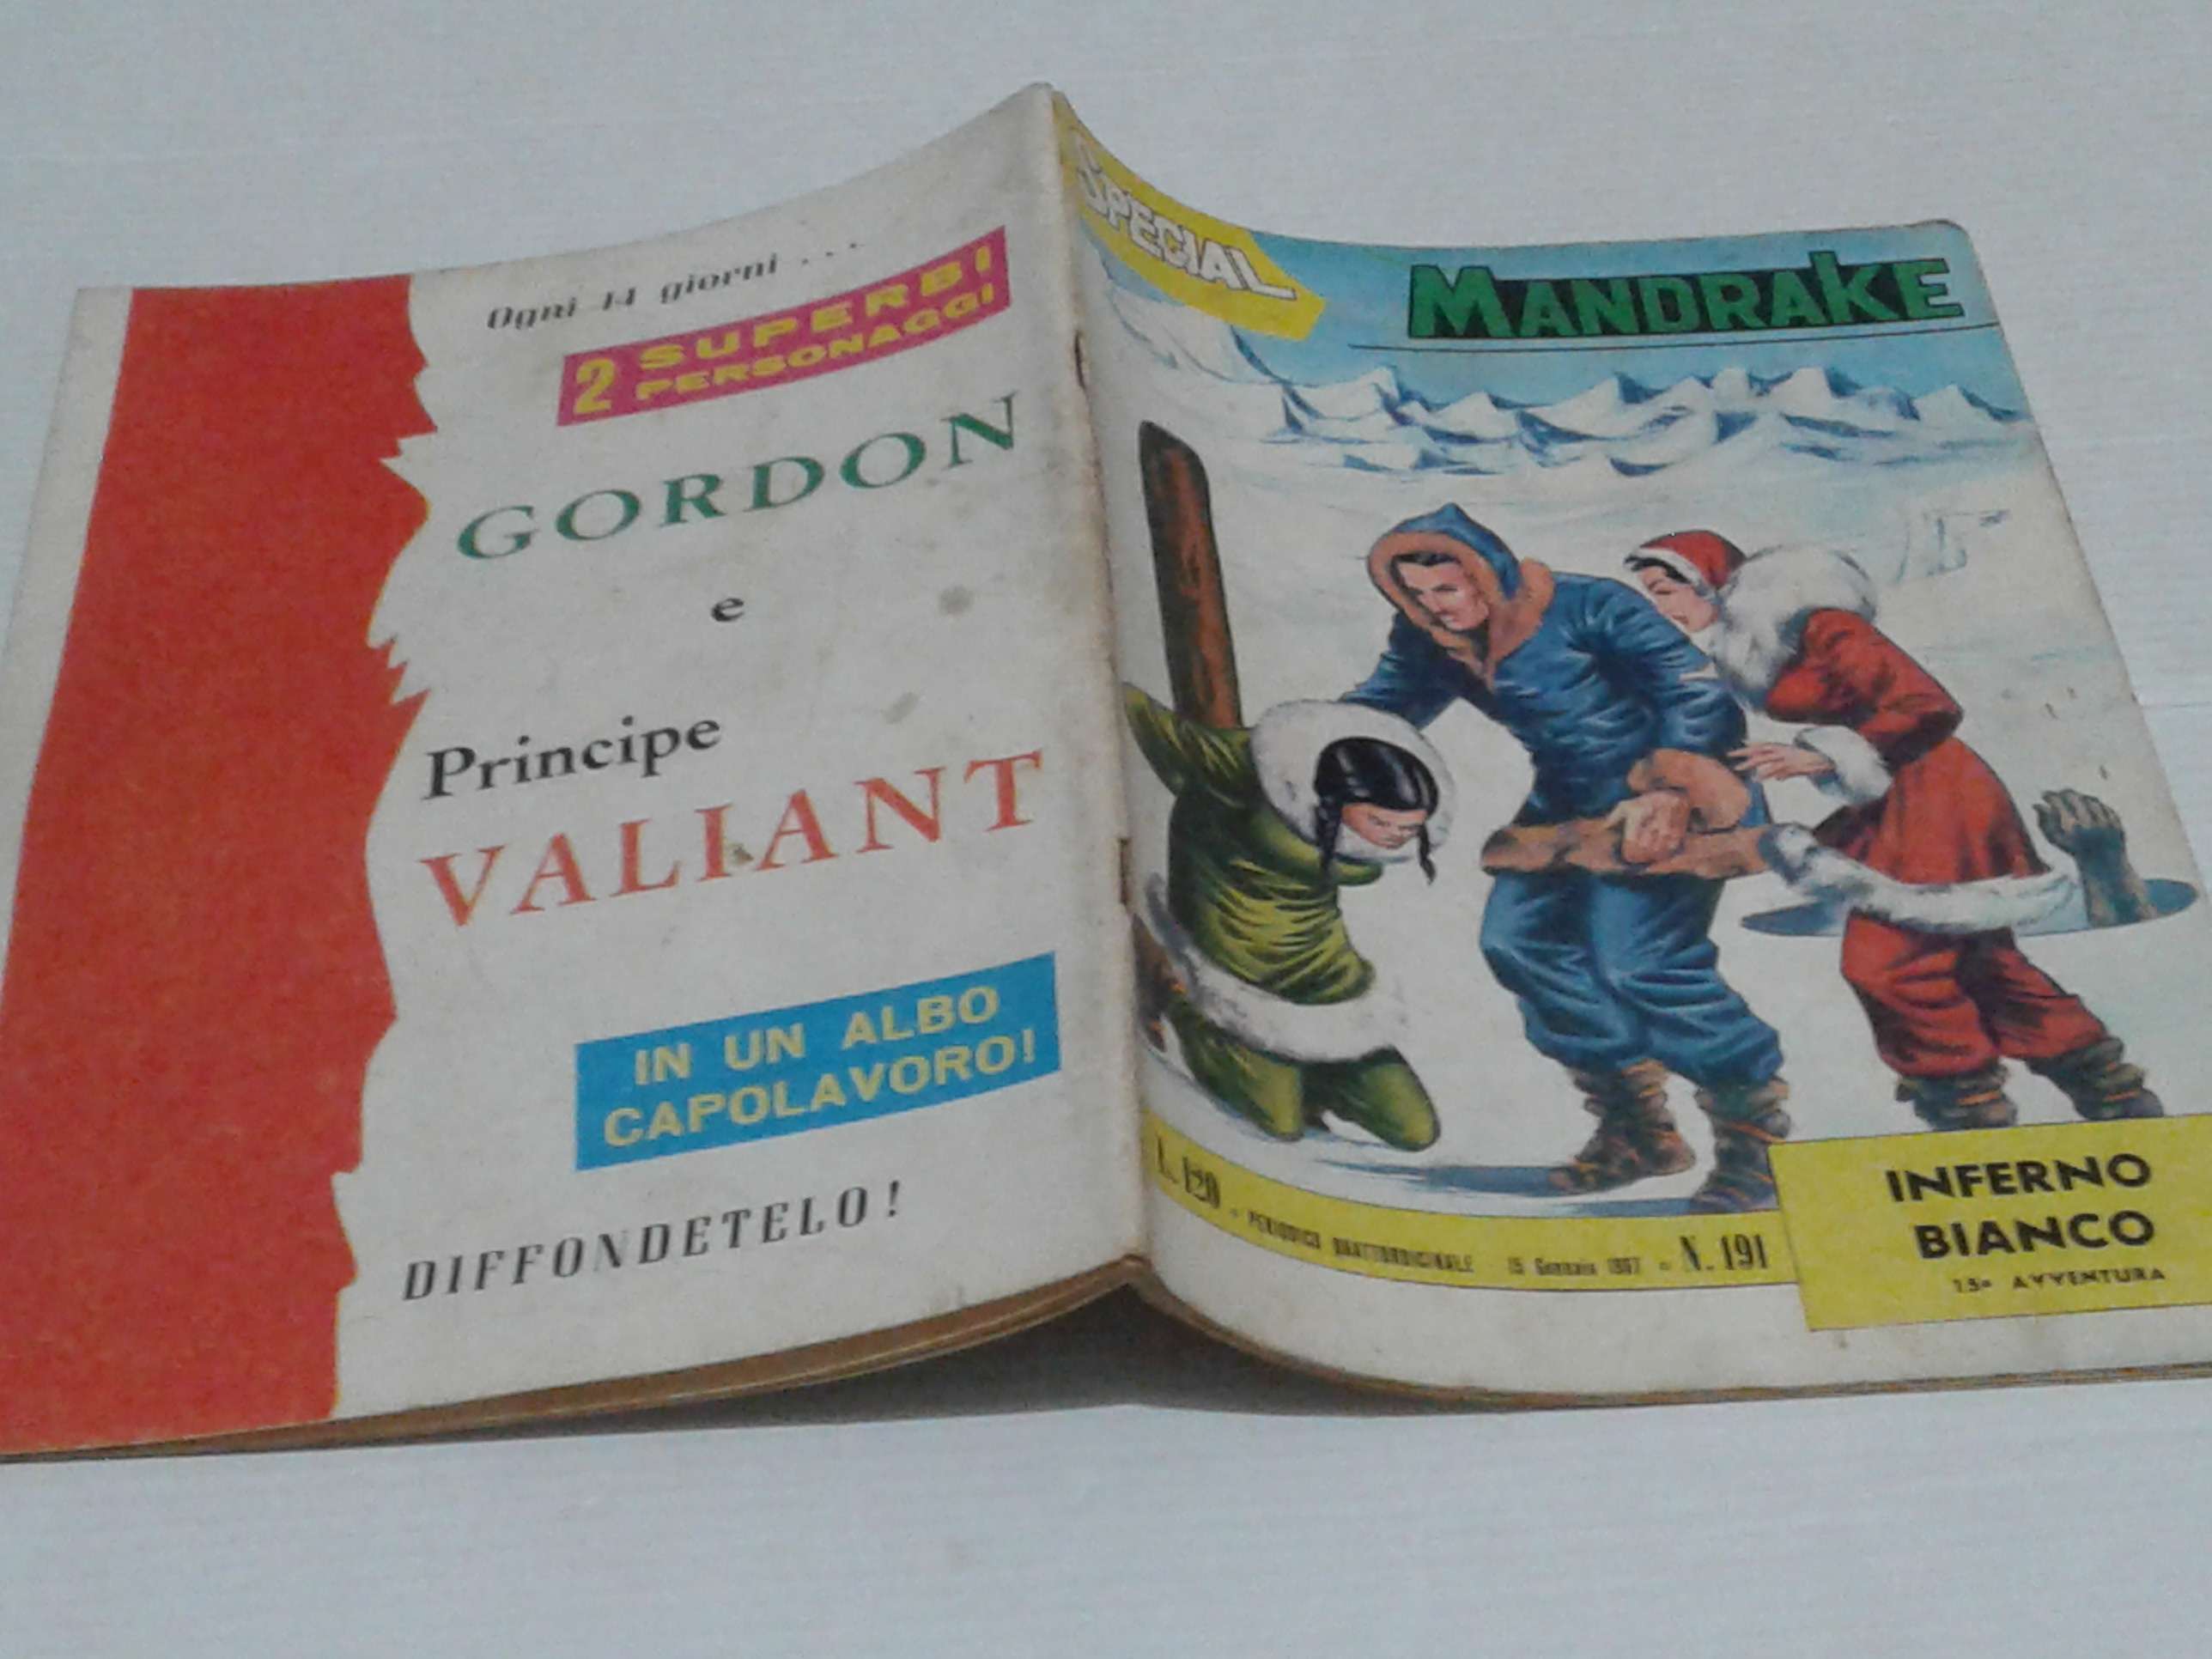 Ogni 14 giorni ...
2 SUPERBI
PERSONAGGI
GORDON
e
Principe
VALIANT
IN UN ALBO
CAPOLAVORO!
DIFFONDETELO!
SPECIAL
MANDRAKE
L. 120 - PERIODICO QUATTORDICINALE 15 Gennaio 1967 - N. 191
INFERNO
BIANCO
15ª AVVENTURA